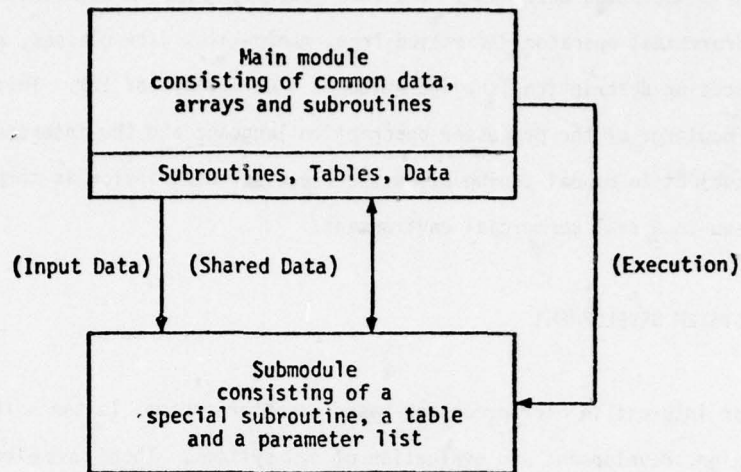 Main module
consisting of common data,
arrays and subroutines
Subroutines, Tables, Data
(Input Data) (Shared Data) (Execution)
Submodule
consisting of a
special subroutine, a table
and a parameter list